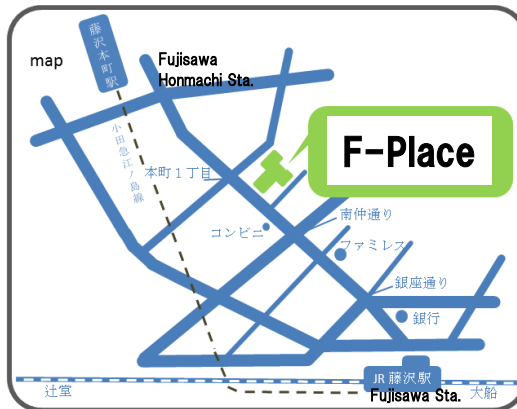 map
藤沢本町駅
Fujisawa
Honmachi Sta.
小田急江ノ島線
F-Place
本町1丁目
コンビニ
南仲通り
ファミレス
銀座通り
銀行
JR 藤沢駅
辻堂
Fujisawa Sta.
大船